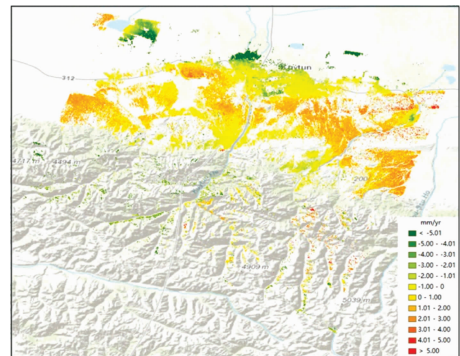 312
4494 m
200
4909 m
5039 m
mm/yr
< -5.01
-5.00 - -4.01
-4.00 - -3.01
-3.00 - -2.01
-2.00 - -1.01
-1.00 - 0
0 - 1.00
1.01 - 2.00
2.01 - 3.00
3.01 - 4.00
4.01 - 5.00
> 5.00